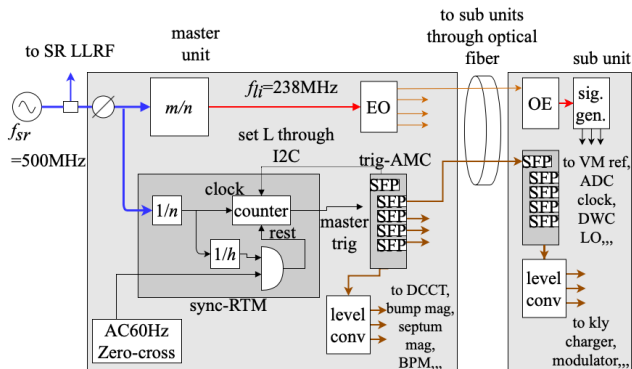 to SR LLRF
master
unit
to sub units
through optical
fiber
sub unit
m/n
f_li=238MHz
EO
OE
sig.
gen.
f_sr
=500MHz
set L through
I2C
trig-AMC
to VM ref,
ADC
clock,
DWC
LO,,,
1/n
clock
counter
rest
1/h
master
trig
sync-RTM
SFP
SFP
SFP
SFP
SFP
SFP
SFP
SFP
SFP
SFP
AC60Hz
Zero-cross
level
conv
to DCCT,
bump mag,
septum
mag,
BPM,,,
level
conv
to kly
charger,
modulator,,,